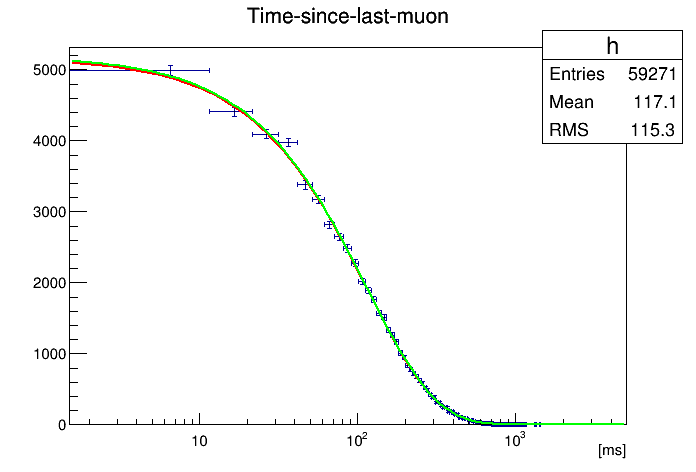 Time-since-last-muon
h
Entries 59271
Mean 117.1
RMS 115.3
5000
4000
3000
2000
1000
0
10 10² 10³
[ms]